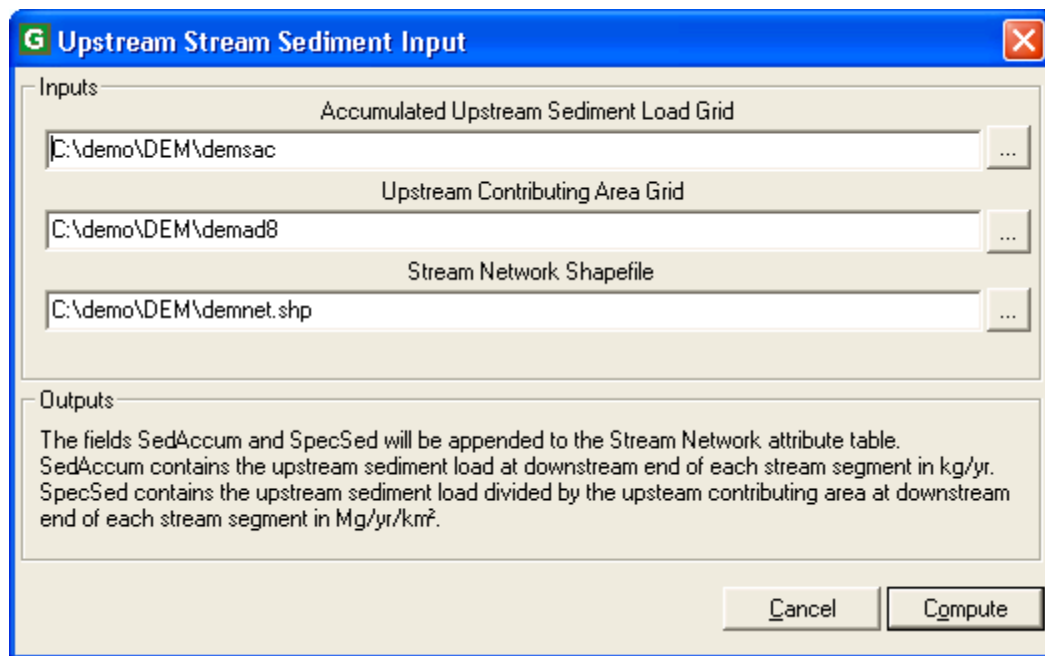 G Upstream Stream Sediment Input
Inputs
Accumulated Upstream Sediment Load Grid
C:\demo\DEM\demsac
...
Upstream Contributing Area Grid
C:\demo\DEM\demad8
...
Stream Network Shapefile
C:\demo\DEM\demnet.shp
...
Outputs
The fields SedAccum and SpecSed will be appended to the Stream Network attribute table.
SedAccum contains the upstream sediment load at downstream end of each stream segment in kg/yr.
SpecSed contains the upstream sediment load divided by the upsteam contributing area at downstream
end of each stream segment in Mg/yr/km².
Cancel
Compute